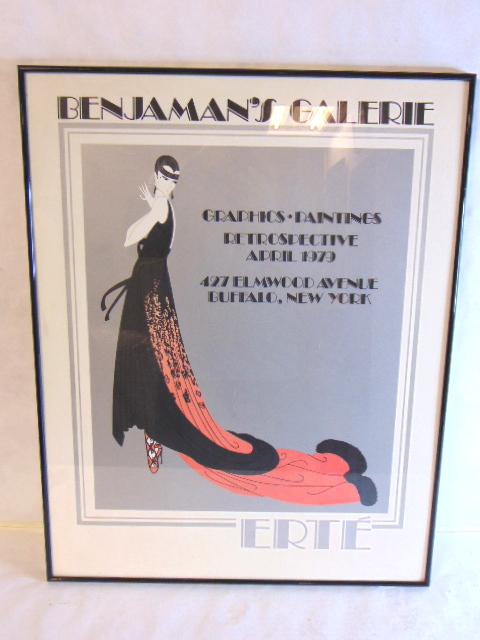 BENJAMAN'S GALERIE
GRAPHICS • PAINTINGS
RETROSPECTIVE
APRIL 1979
427 ELMWOOD AVENUE
BUFFALO, NEW YORK
ERTÉ